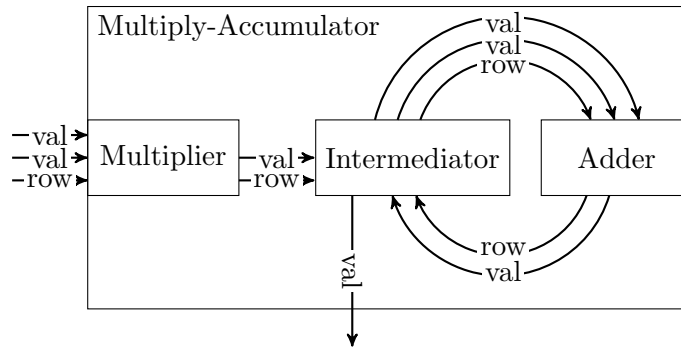 Multiply-Accumulator
val
val
row
val
val
row
Multiplier
val
row
Intermediator
Adder
row
val
val